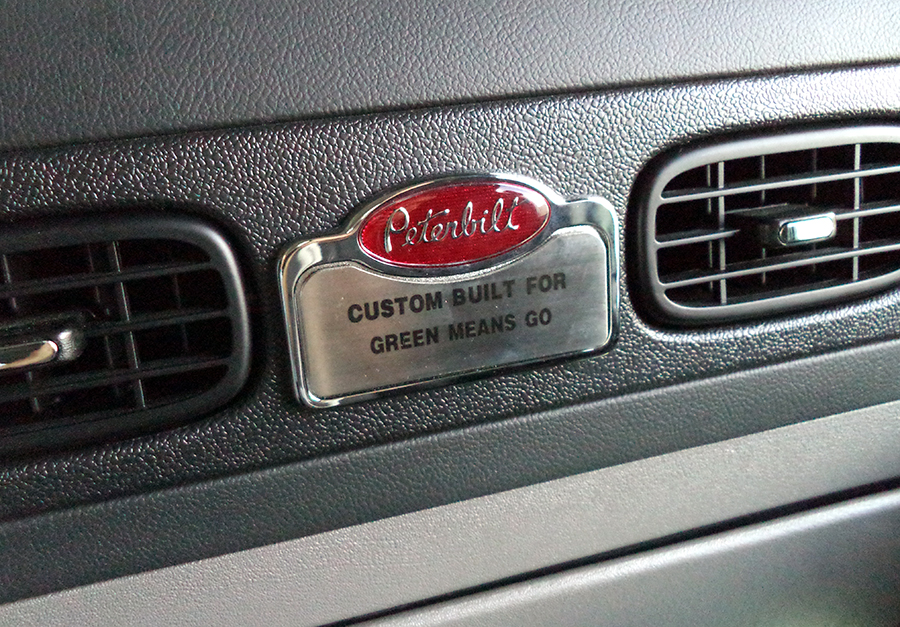 Peterbilt
CUSTOM BUILT FOR
GREEN MEANS GO